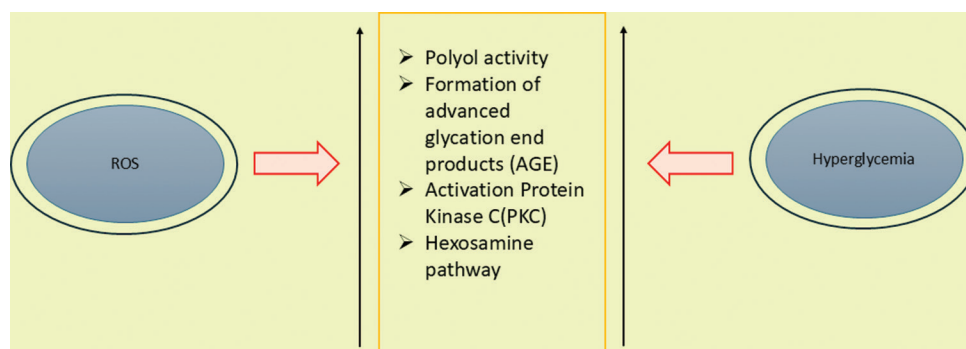 ROS
➢ Polyol activity
➢ Formation of
advanced
glycation end
products (AGE)
➢ Activation Protein
Kinase C(PKC)
➢ Hexosamine
pathway
Hyperglycemia